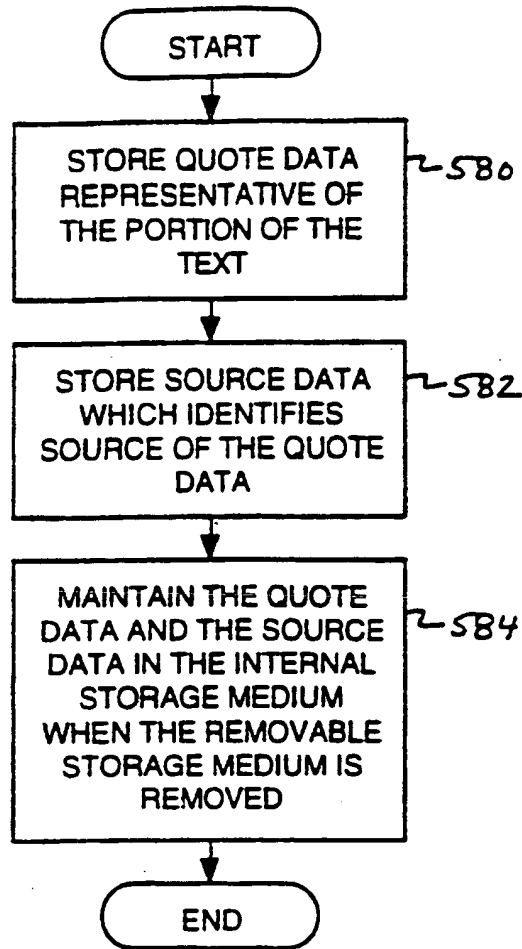 START
STORE QUOTE DATA
REPRESENTATIVE OF
THE PORTION OF THE
TEXT
580
STORE SOURCE DATA
WHICH IDENTIFIES
SOURCE OF THE QUOTE
DATA
582
MAINTAIN THE QUOTE
DATA AND THE SOURCE
DATA IN THE INTERNAL
STORAGE MEDIUM
WHEN THE REMOVABLE
STORAGE MEDIUM IS
REMOVED
584
END